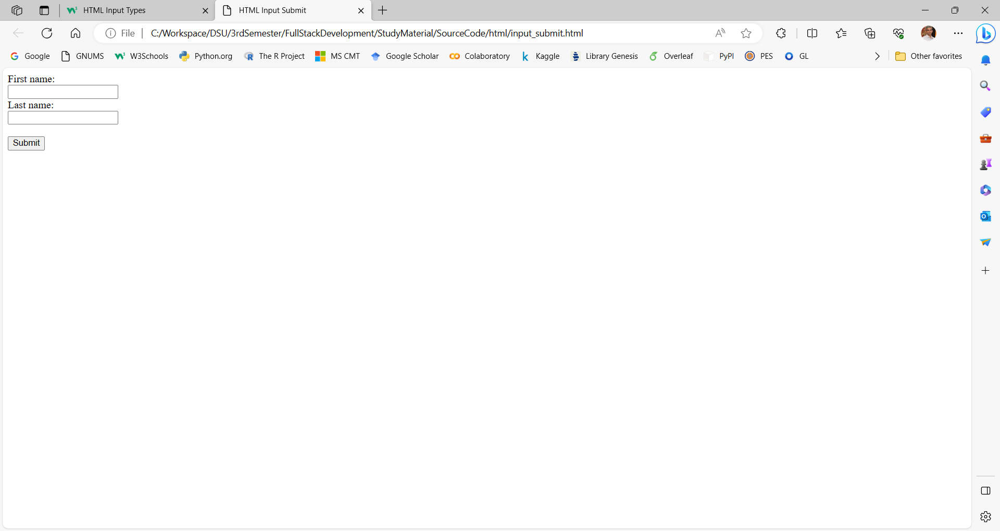 HTML Input Types
HTML Input Submit
File
C:/Workspace/DSU/3rdSemester/FullStackDevelopment/StudyMaterial/SourceCode/html/input_submit.html
Google GNUMS W3Schools Python.org The R Project MS CMT Google Scholar Colaboratory Kaggle Library Genesis Overleaf PyPI PES GL Other favorites
First name:
Last name:
Submit